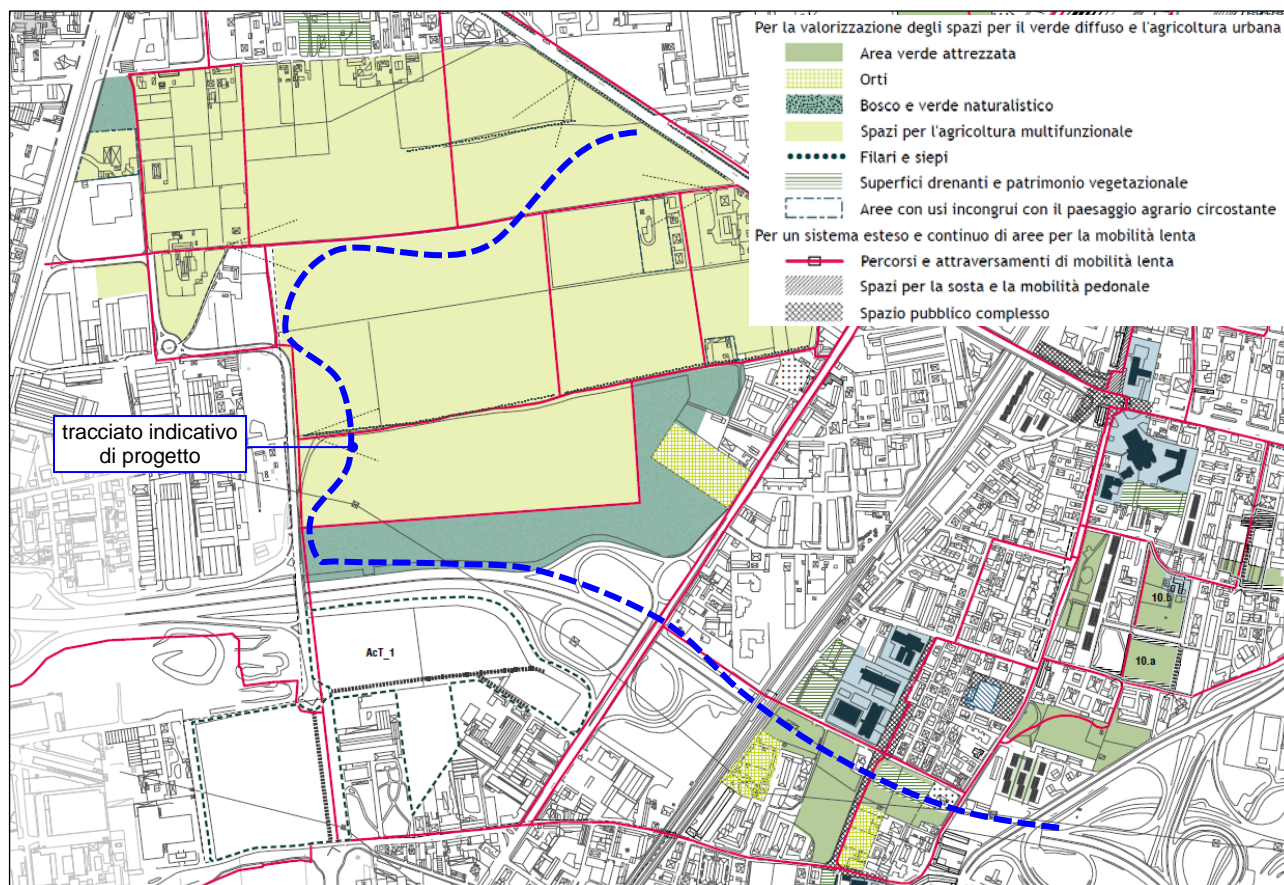 Per la valorizzazione degli spazi per il verde diffuso e l'agricoltura urbana
Area verde attrezzata
Orti
Bosco e verde naturalistico
Spazi per l'agricoltura multifunzionale
Filari e siepi
Superfici drenanti e patrimonio vegetazionale
Aree con usi incongrui con il paesaggio agrario circostante
Per un sistema esteso e continuo di aree per la mobilità lenta
Percorsi e attraversamenti di mobilità lenta
Spazi per la sosta e la mobilità pedonale
Spazio pubblico complesso
tracciato indicativo
di progetto
10.b
AcT_1
10.a